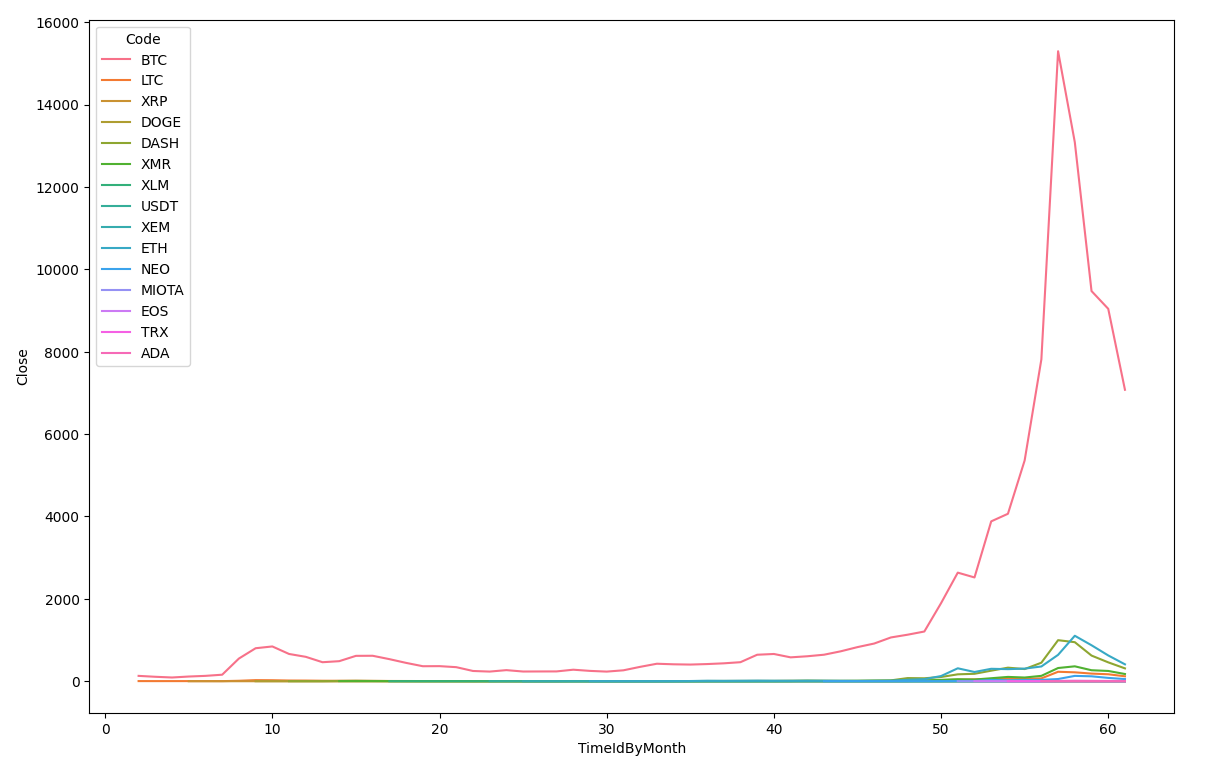 16000
14000
12000
10000
8000
6000
4000
2000
0
Close
Code
BTC
LTC
XRP
DOGE
DASH
XMR
XLM
USDT
XEM
ETH
NEO
MIOTA
EOS
TRX
ADA
0 10 20 30 40 50 60
TimeIdByMonth